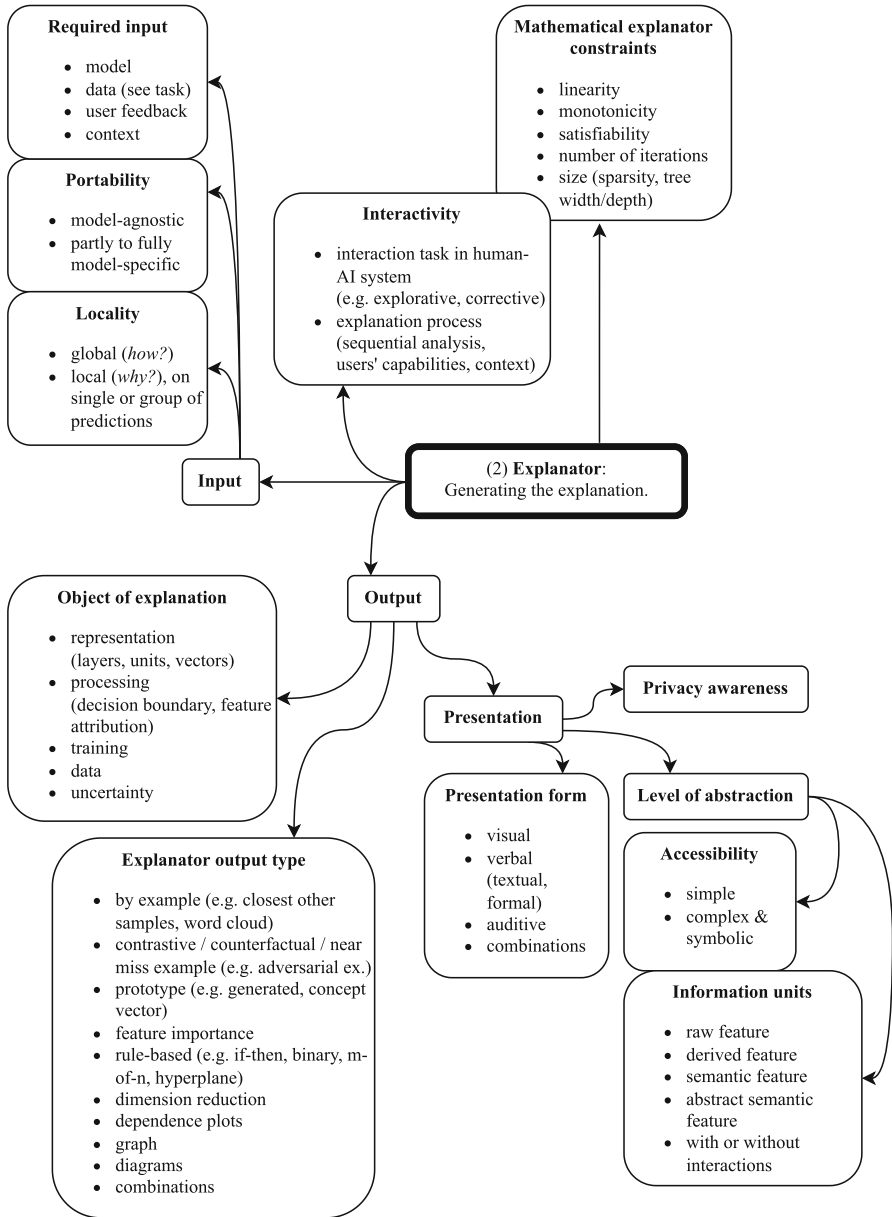 Required input
• model
• data (see task)
• user feedback
• context
Portability
• model-agnostic
• partly to fully
model-specific
Locality
• global (how?)
• local (why?), on
single or group of
predictions
Input
Mathematical explanator
constraints
• linearity
• monotonicity
• satisfiability
• number of iterations
• size (sparsity, tree
width/depth)
Interactivity
• interaction task in human-
AI system
(e.g. explorative, corrective)
• explanation process
(sequential analysis,
users' capabilities, context)
(2) Explanator:
Generating the explanation.
Output
Object of explanation
• representation
(layers, units, vectors)
• processing
(decision boundary, feature
attribution)
• training
• data
• uncertainty
Explanator output type
• by example (e.g. closest other
samples, word cloud)
• contrastive / counterfactual / near
miss example (e.g. adversarial ex.)
• prototype (e.g. generated, concept
vector)
• feature importance
• rule-based (e.g. if-then, binary, m-
of-n, hyperplane)
• dimension reduction
• dependence plots
• graph
• diagrams
• combinations
Presentation
Privacy awareness
Presentation form
• visual
• verbal
(textual,
formal)
• auditive
• combinations
Level of abstraction
Accessibility
• simple
• complex &
symbolic
Information units
• raw feature
• derived feature
• semantic feature
• abstract semantic
feature
• with or without
interactions